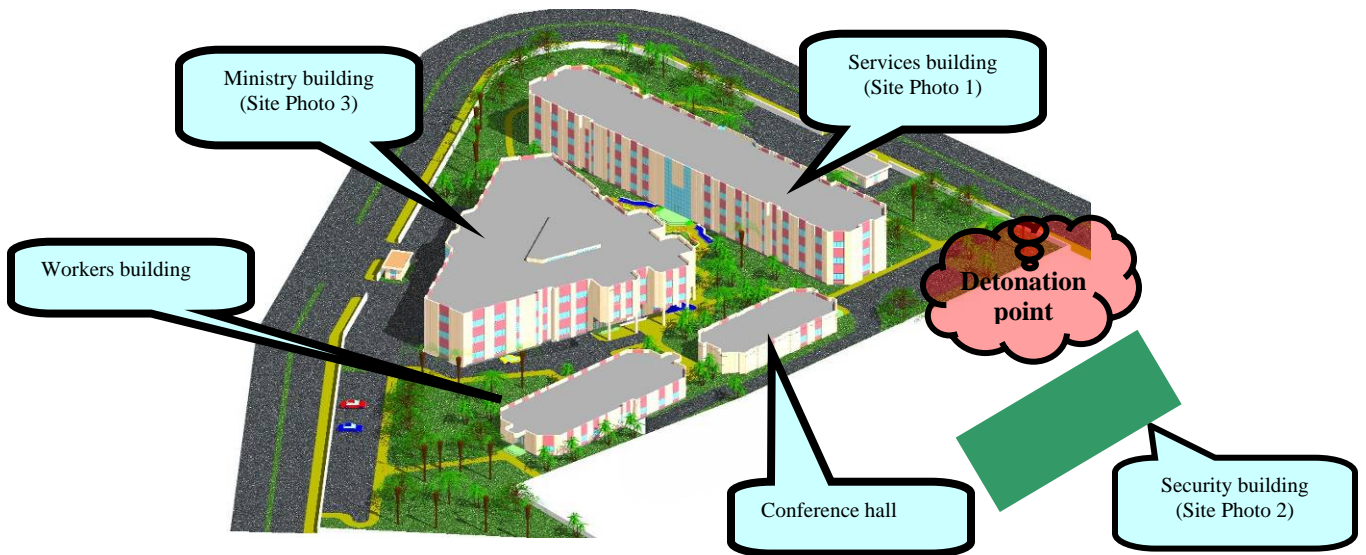 Ministry building
(Site Photo 3)
Services building
(Site Photo 1)
Workers building
Detonation
point
Conference hall
Security building
(Site Photo 2)